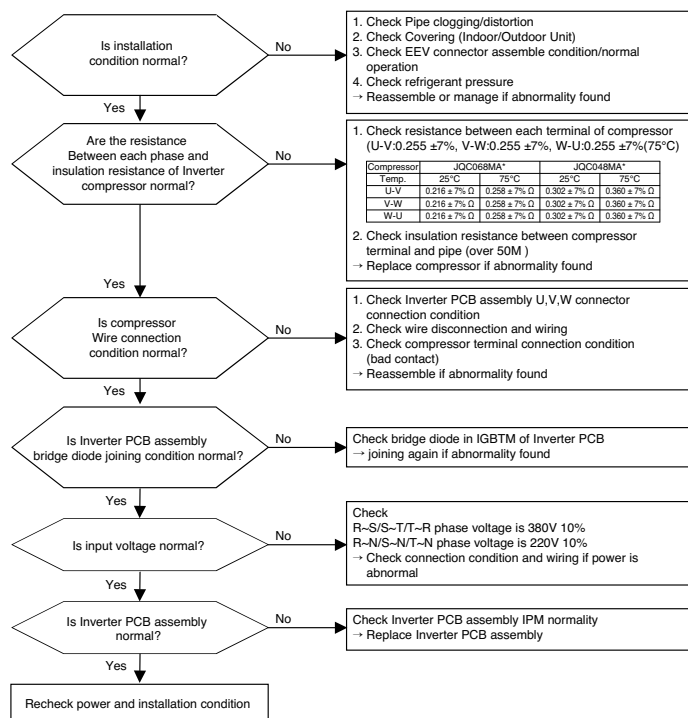 Is installation
condition normal?
No
1. Check Pipe clogging/distortion
2. Check Covering (Indoor/Outdoor Unit)
3. Check EEV connector assemble condition/normal
operation
4. Check refrigerant pressure
→ Reassemble or manage if abnormality found
Yes
Are the resistance
Between each phase and
insulation resistance of Inverter
compressor normal?
No
1. Check resistance between each terminal of compressor
(U-V:0.255 ±7%, V-W:0.255 ±7%, W-U:0.255 ±7%(75°C)
Compressor JQC068MA* JQC048MA*
Temp. 25°C 75°C 25°C 75°C
U-V 0.216 ± 7% Ω 0.258 ± 7% Ω 0.302 ± 7% Ω 0.360 ± 7% Ω
V-W 0.216 ± 7% Ω 0.258 ± 7% Ω 0.302 ± 7% Ω 0.360 ± 7% Ω
W-U 0.216 ± 7% Ω 0.258 ± 7% Ω 0.302 ± 7% Ω 0.360 ± 7% Ω
2. Check insulation resistance between compressor
terminal and pipe (over 50M )
→ Replace compressor if abnormality found
Yes
Is compressor
Wire connection
condition normal?
No
1. Check Inverter PCB assembly U,V,W connector
connection condition
2. Check wire disconnection and wiring
3. Check compressor terminal connection condition
(bad contact)
→ Reassemble if abnormality found
Yes
Is Inverter PCB assembly
bridge diode joining condition normal?
No
Check bridge diode in IGBTM of Inverter PCB
→ joining again if abnormality found
Yes
Is input voltage normal?
No
Check
R~S/S~T/T~R phase voltage is 380V 10%
R~N/S~N/T~N phase voltage is 220V 10%
→ Check connection condition and wiring if power is
abnormal
Yes
Is Inverter PCB assembly
normal?
No
Check Inverter PCB assembly IPM normality
→ Replace Inverter PCB assembly
Yes
Recheck power and installation condition